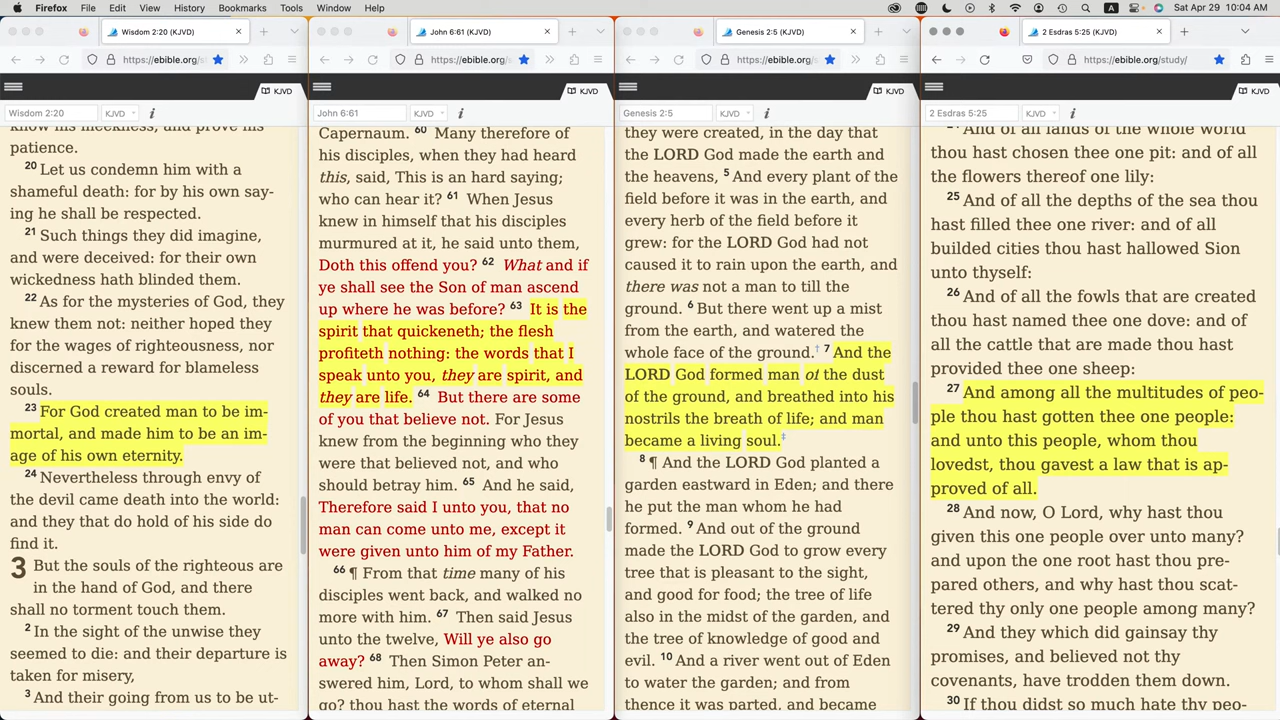 Firefox File Edit View History Bookmarks Tools Window Help
A Sat Apr 29 10:04 AM
Wisdom 2:20 (KJVD)
https://ebible.org
KJVD
Wisdom 2:20 KJVD i
know his meekness, and prove his
patience.
20 Let us condemn him with a
shameful death: for by his own say-
ing he shall be respected.
21 Such things they did imagine,
and were deceived: for their own
wickedness hath blinded them.
22 As for the mysteries of God, they
knew them not: neither hoped they
for the wages of righteousness, nor
discerned a reward for blameless
souls.
23 For God created man to be im-
mortal, and made him to be an im-
age of his own eternity.
24 Nevertheless through envy of
the devil came death into the world:
and they that do hold of his side do
find it.
3 But the souls of the righteous are
in the hand of God, and there
shall no torment touch them.
2 In the sight of the unwise they
seemed to die: and their departure is
taken for misery,
3 And their going from us to be ut-
John 6:61 (KJVD)
https://ebible.org/s
KJVD
John 6:61 KJVD i
Capernaum. 60 Many therefore of
his disciples, when they had heard
this, said, This is an hard saying;
who can hear it? 61 When Jesus
knew in himself that his disciples
murmured at it, he said unto them,
Doth this offend you? 62 What and if
ye shall see the Son of man ascend
up where he was before? 63 It is the
spirit that quickeneth; the flesh
profiteth nothing: the words that I
speak unto you, they are spirit, and
they are life. 64 But there are some
of you that believe not. For Jesus
knew from the beginning who they
were that believed not, and who
should betray him. 65 And he said,
Therefore said I unto you, that no
man can come unto me, except it
were given unto him of my Father.
66 ¶ From that time many of his
disciples went back, and walked no
more with him. 67 Then said Jesus
unto the twelve, Will ye also go
away? 68 Then Simon Peter an-
swered him, Lord, to whom shall we
go? thou hast the words of eternal
Genesis 2:5 (KJVD)
https://ebible.org/s
KJVD
Genesis 2:5 KJVD i
they were created, in the day that
the LORD God made the earth and
the heavens, 5 And every plant of the
field before it was in the earth, and
every herb of the field before it
grew: for the LORD God had not
caused it to rain upon the earth, and
there was not a man to till the
ground. 6 But there went up a mist
from the earth, and watered the
whole face of the ground.† 7 And the
LORD God formed man of the dust
of the ground, and breathed into his
nostrils the breath of life; and man
became a living soul.‡
8 ¶ And the LORD God planted a
garden eastward in Eden; and there
he put the man whom he had
formed. 9 And out of the ground
made the LORD God to grow every
tree that is pleasant to the sight,
and good for food; the tree of life
also in the midst of the garden, and
the tree of knowledge of good and
evil. 10 And a river went out of Eden
to water the garden; and from
thence it was parted, and became
2 Esdras 5:25 (KJVD)
https://ebible.org/study/
KJVD
2 Esdras 5:25 KJVD i
And of all lands of the whole world
thou hast chosen thee one pit: and of all
the flowers thereof one lily:
25 And of all the depths of the sea thou
hast filled thee one river: and of all
builded cities thou hast hallowed Sion
unto thyself:
26 And of all the fowls that are created
thou hast named thee one dove: and of
all the cattle that are made thou hast
provided thee one sheep:
27 And among all the multitudes of peo-
ple thou hast gotten thee one people:
and unto this people, whom thou
lovedst, thou gavest a law that is ap-
proved of all.
28 And now, O Lord, why hast thou
given this one people over unto many?
and upon the one root hast thou pre-
pared others, and why hast thou scat-
tered thy only one people among many?
29 And they which did gainsay thy
promises, and believed not thy
covenants, have trodden them down.
30 If thou didst so much hate thy peo-